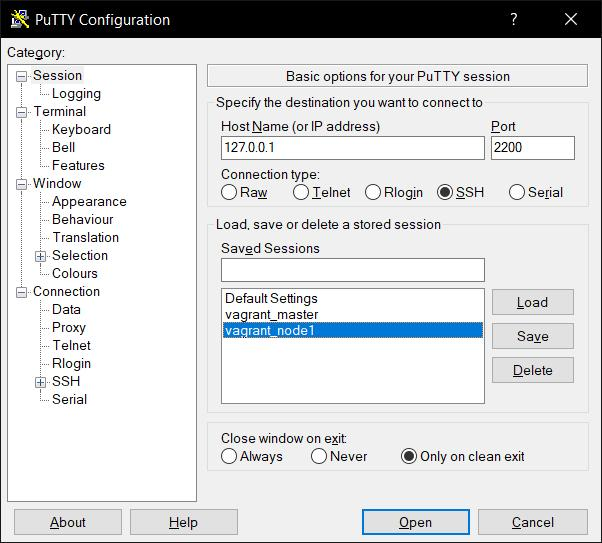 PuTTY Configuration
?
Category:
Session
Logging
Terminal
Keyboard
Bell
Features
Window
Appearance
Behaviour
Translation
Selection
Colours
Connection
Data
Proxy
Telnet
Rlogin
SSH
Serial
Basic options for your PuTTY session
Specify the destination you want to connect to
Host Name (or IP address) Port
127.0.0.1 2200
Connection type:
Raw Telnet Rlogin SSH Serial
Load, save or delete a stored session
Saved Sessions
Default Settings
vagrant_master
vagrant_node1
Load
Save
Delete
Close window on exit:
Always Never Only on clean exit
About Help Open Cancel